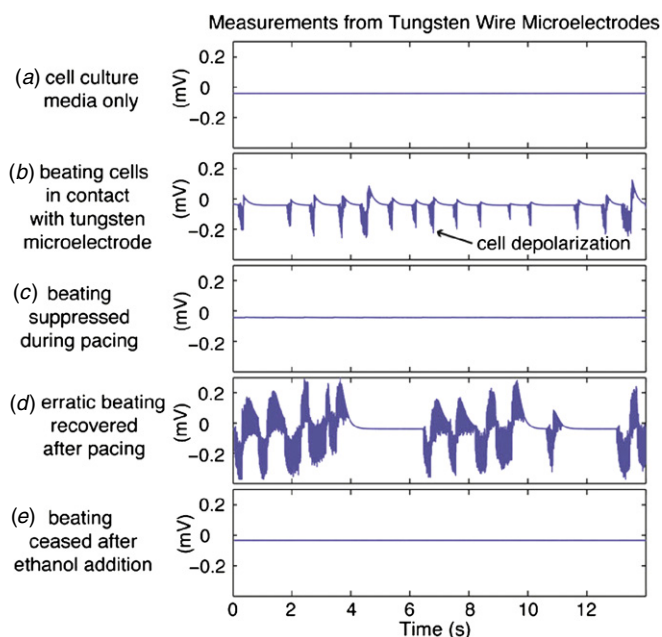 Measurements from Tungsten Wire Microelectrodes
(a) cell culture
media only
(mV)
0.2
0
−0.2
(b) beating cells
in contact
with tungsten
microelectrode
(mV)
0.2
0
−0.2
cell depolarization
(c) beating
suppressed
during pacing
(mV)
0.2
0
−0.2
(d) erratic beating
recovered
after pacing
(mV)
0.2
0
−0.2
(e) beating
ceased after
ethanol addition
(mV)
0.2
0
−0.2
0 2 4 6 8 10 12
Time (s)